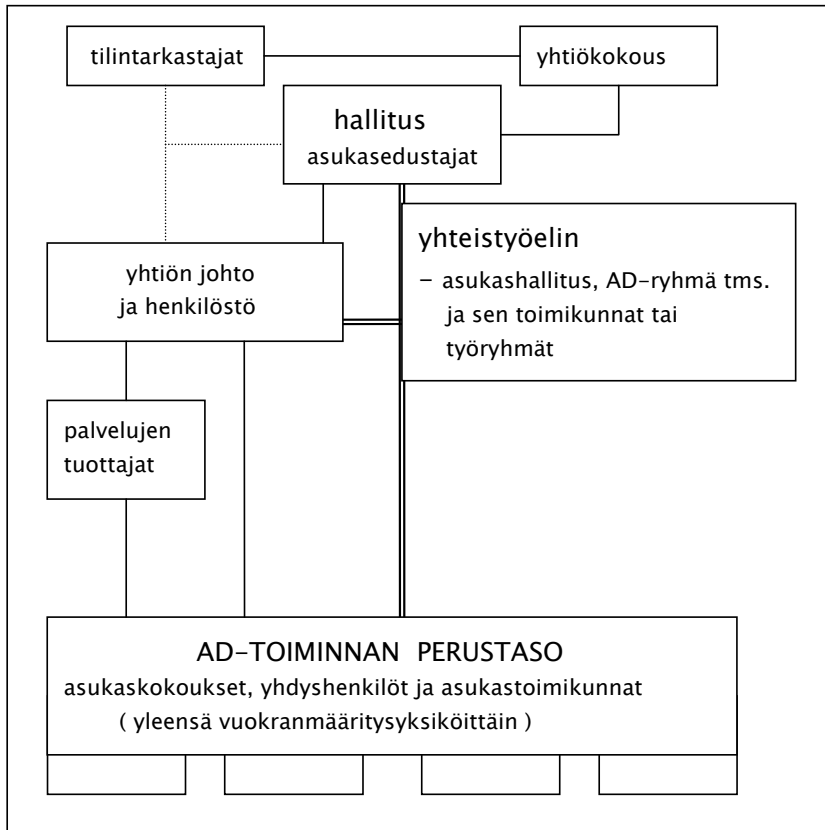 tilintarkastajat
yhtiökokous
hallitus
asukasedustajat
yhteistyöelin
– asukashallitus, AD–ryhmä tms.
ja sen toimikunnat tai
työryhmät
yhtiön johto
ja henkilöstö
palvelujen
tuottajat
AD–TOIMINNAN PERUSTASO
asukaskokoukset, yhdyshenkilöt ja asukastoimikunnat
( yleensä vuokranmääritysyksiköittäin )